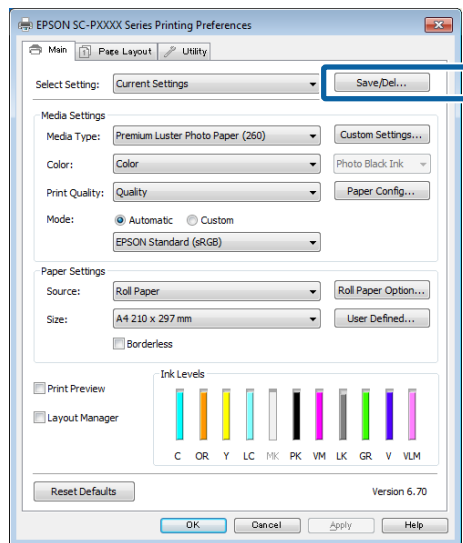 EPSON SC-PXXXX Series Printing Preferences
Main Page Layout Utility
Select Setting: Current Settings Save/Del...
Media Settings
Media Type: Premium Luster Photo Paper (260) Custom Settings...
Color: Color Photo Black Ink
Print Quality: Quality Paper Config...
Mode: Automatic Custom
EPSON Standard (sRGB)
Paper Settings
Source: Roll Paper Roll Paper Option...
Size: A4 210 x 297 mm User Defined...
Borderless
Ink Levels
Print Preview
Layout Manager
C OR Y LC MK PK VM LK GR V VLM
Reset Defaults Version 6.70
OK Cancel Apply Help